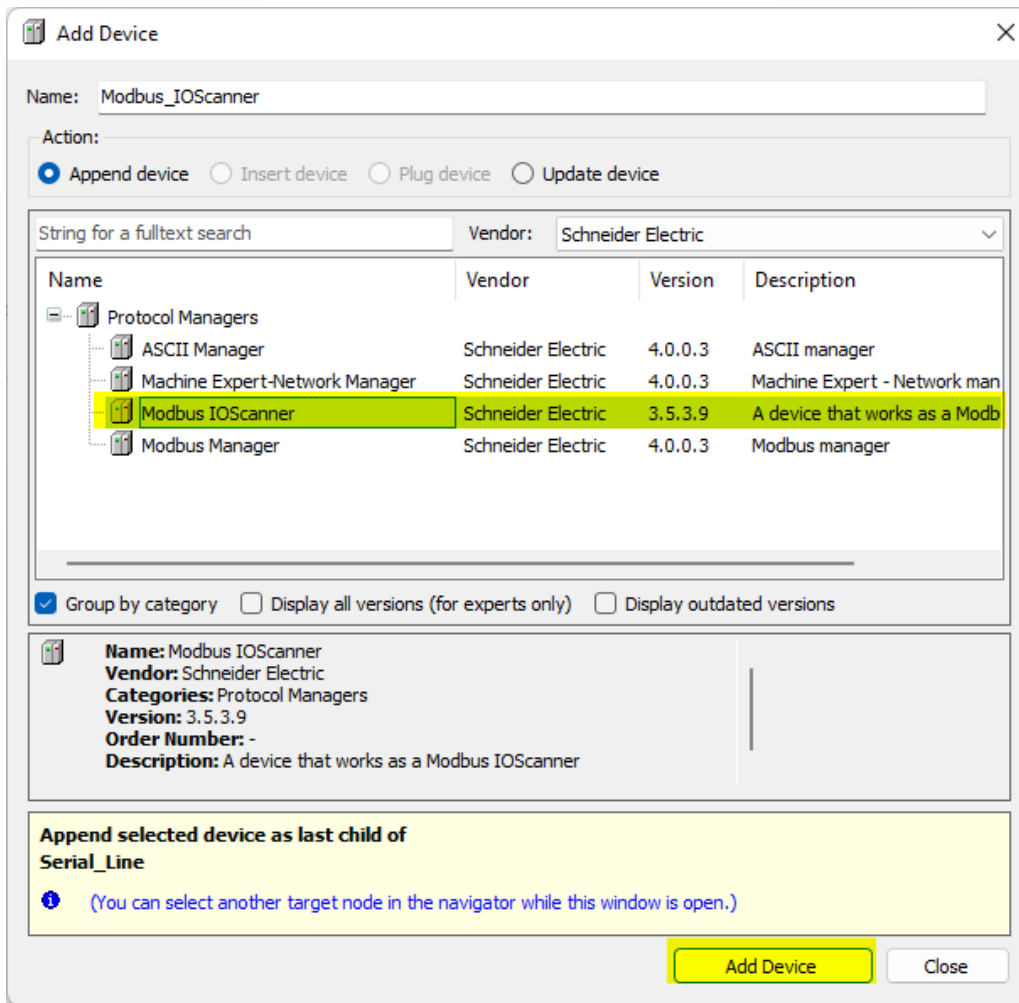 Add Device
Name: Modbus_IOScanner
Action:
Append device Insert device Plug device Update device
String for a fulltext search Vendor: Schneider Electric
Name Vendor Version Description
Protocol Managers
ASCII Manager Schneider Electric 4.0.0.3 ASCII manager
Machine Expert-Network Manager Schneider Electric 4.0.0.3 Machine Expert - Network man
Modbus IOScanner Schneider Electric 3.5.3.9 A device that works as a Modb
Modbus Manager Schneider Electric 4.0.0.3 Modbus manager
Group by category Display all versions (for experts only) Display outdated versions
Name: Modbus IOScanner
Vendor: Schneider Electric
Categories: Protocol Managers
Version: 3.5.3.9
Order Number: -
Description: A device that works as a Modbus IOScanner
Append selected device as last child of
Serial_Line
(You can select another target node in the navigator while this window is open.)
Add Device Close